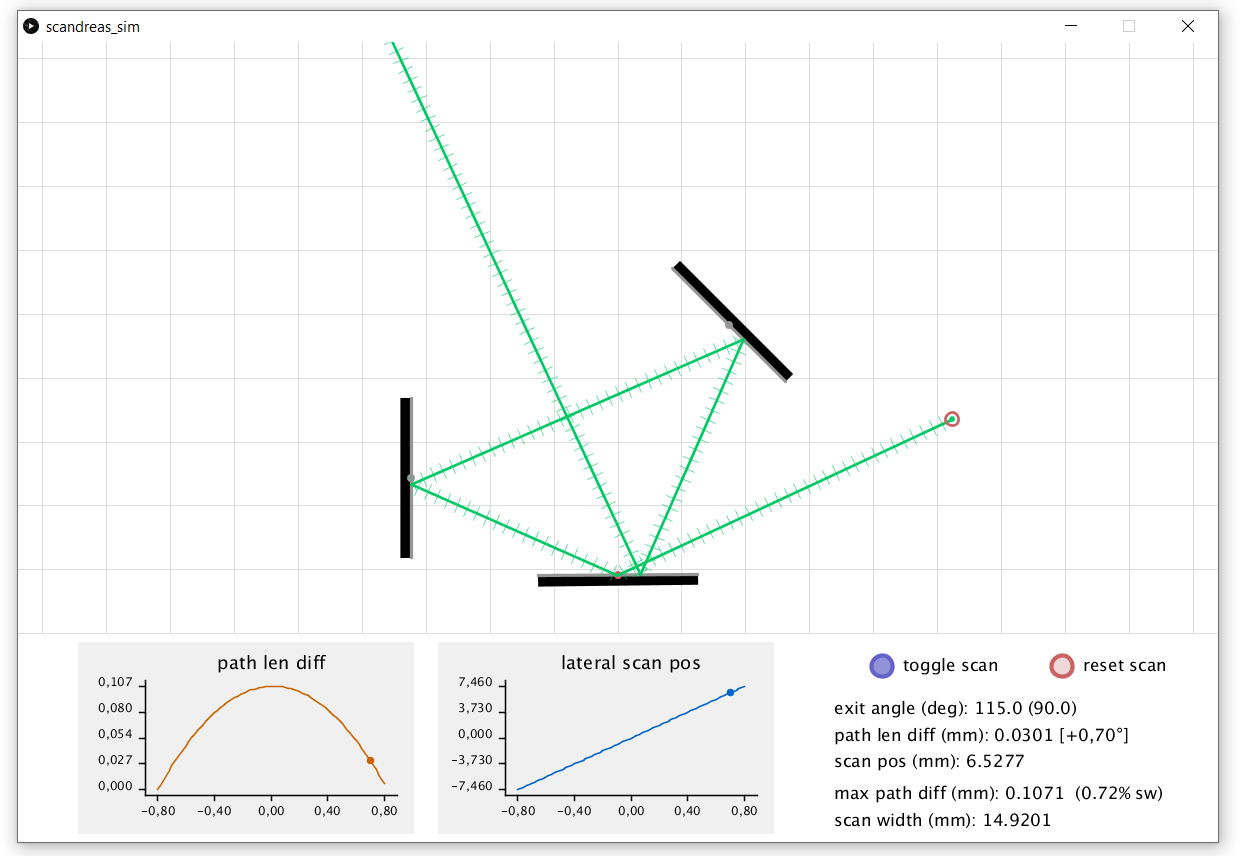 scandreas_sim
path len diff
0,107
0,080
0,054
0,027
0,000
-0,80
-0,40
0,00
0,40
0,80
lateral scan pos
7,460
3,730
0,000
-3,730
-7,460
-0,80
-0,40
0,00
0,40
0,80
toggle scan
reset scan
exit angle (deg): 115.0 (90.0)
path len diff (mm): 0.0301 [+0,70°]
scan pos (mm): 6.5277
max path diff (mm): 0.1071 (0.72% sw)
scan width (mm): 14.9201